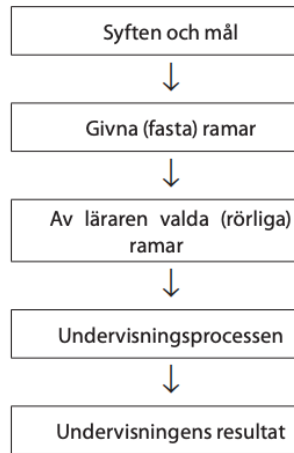 Syften och mål
Givna (fasta) ramar
Av läraren valda (rörliga)
ramar
Undervisningsprocessen
Undervisningens resultat